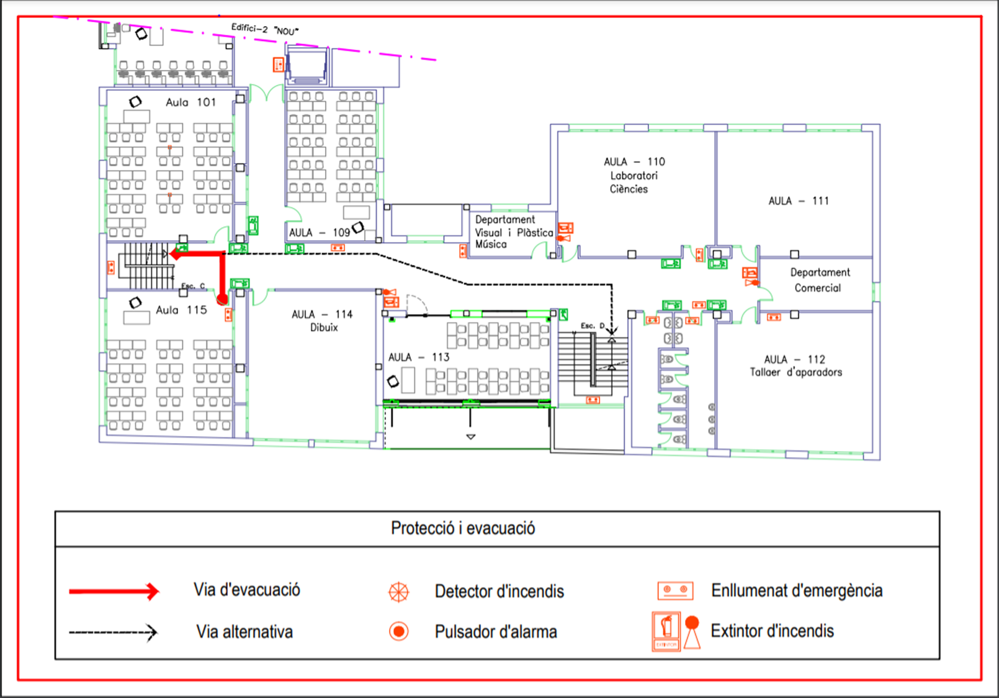 Edifici-2 "NOU"
Aula 101
AULA - 109
Departament
Visual i Plàstica
Música
AULA - 110
Laboratori
Ciències
AULA - 111
Departament
Comercial
Esc. C
Aula 115
AULA - 114
Dibuix
AULA - 113
Esc. D
AULA - 112
Tallaer d'aparadors
Protecció i evacuació
Via d'evacuació
Detector d'incendis
Enllumenat d'emergència
Via alternativa
Pulsador d'alarma
EXTINTOR
Extintor d'incendis